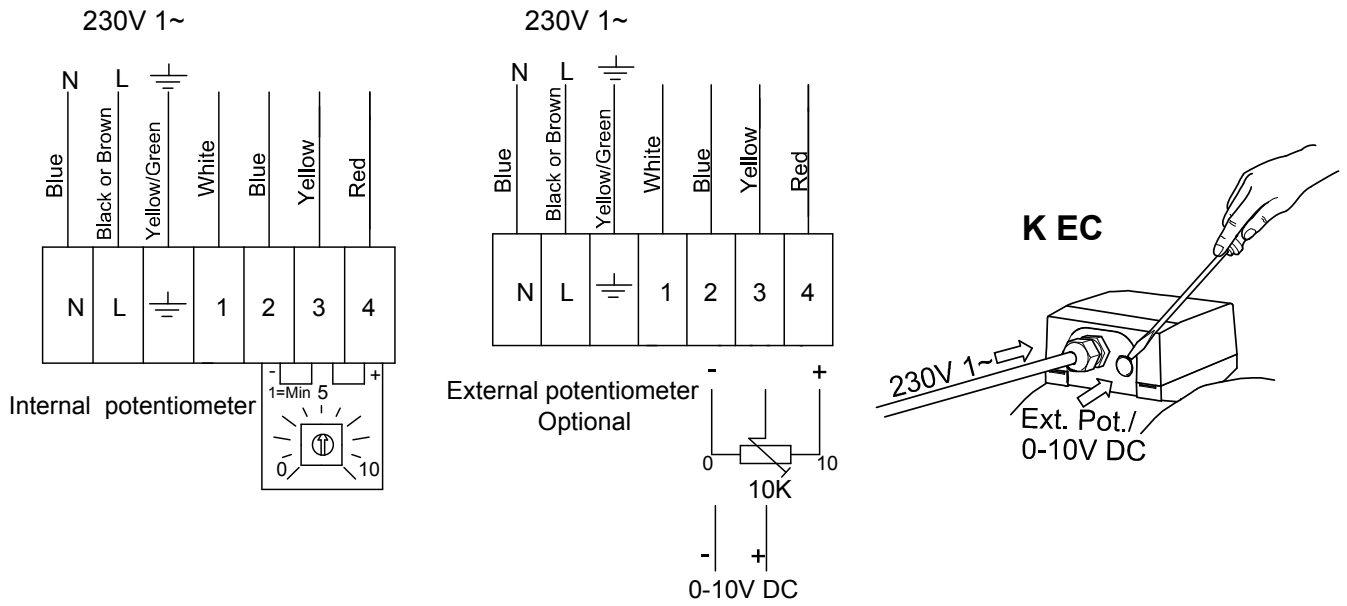 230V 1~
N L
Blue
Black or Brown
Yellow/Green
White
Blue
Yellow
Red
N L 1 2 3 4
- +
1=Min 5
Internal potentiometer
0 10
230V 1~
N L
Blue
Black or Brown
Yellow/Green
White
Blue
Yellow
Red
N L 1 2 3 4
- +
External potentiometer
Optional
0 10
10K
- +
0-10V DC
K EC
230V 1~
Ext. Pot./
0-10V DC